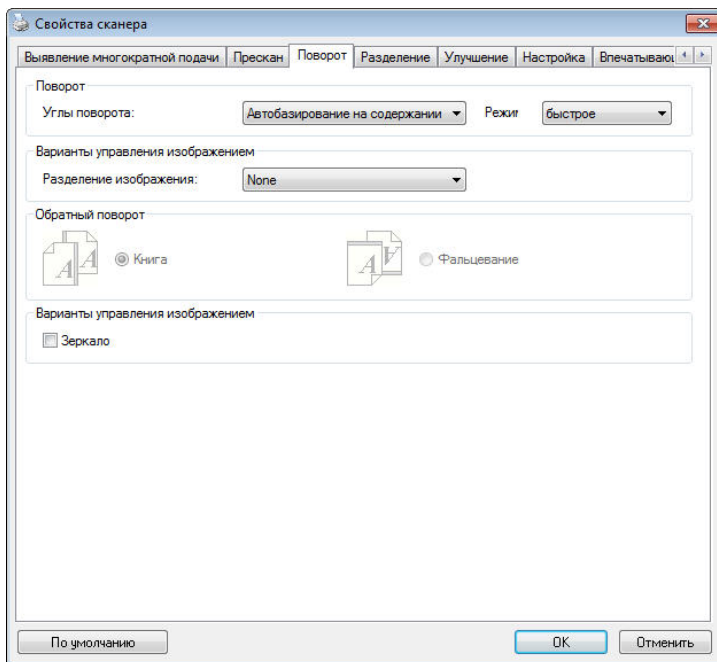 Свойства сканера
Выявление многократной подачи Прескан Поворот Разделение Улучшение Настройка Впечатывающ
Поворот
Углы поворота: Автобазирование на содержании Режи быстрое
Варианты управления изображением
Разделение изображения: None
Обратный поворот
A A Книга A A Фальцевание
Варианты управления изображением
Зеркало
По умолчанию OK Отменить